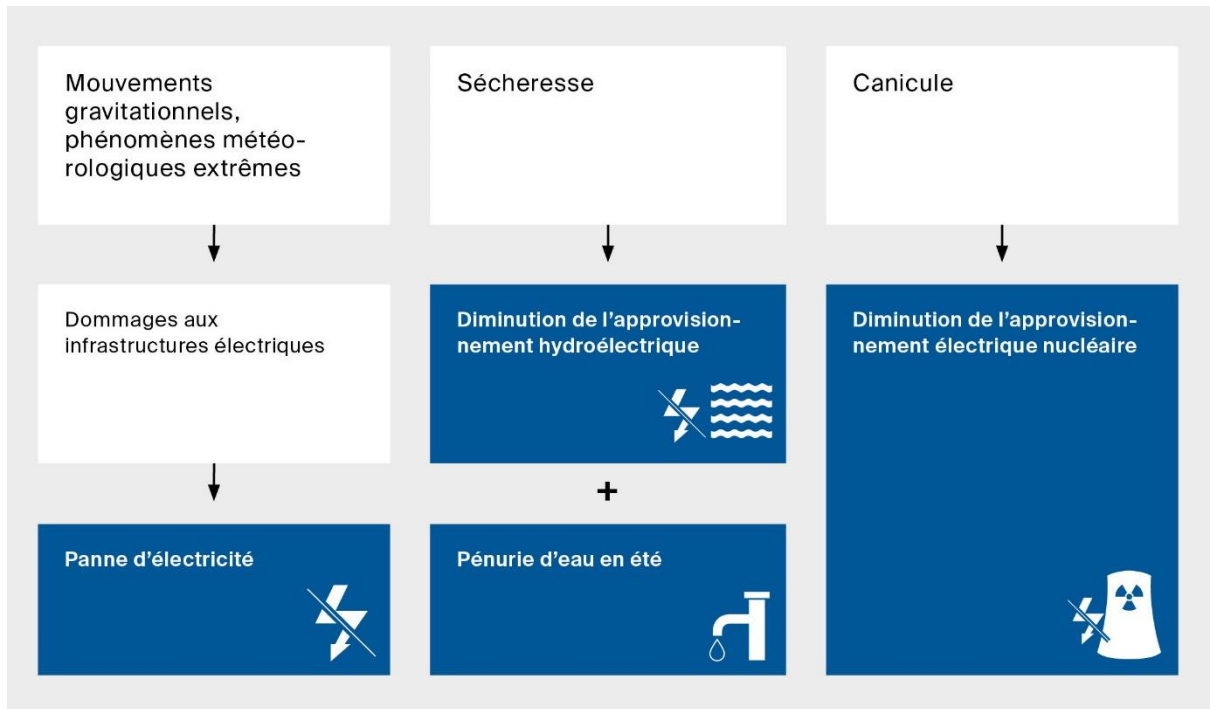 Mouvements
gravitationnels,
phénomènes météo-
rologiques extrêmes
Sécheresse
Canicule
Dommages aux
infrastructures électriques
Diminution de l'approvision-
nement hydroélectrique
Diminution de l'approvision-
nement électrique nucléaire
+
Panne d'électricité
Pénurie d'eau en été